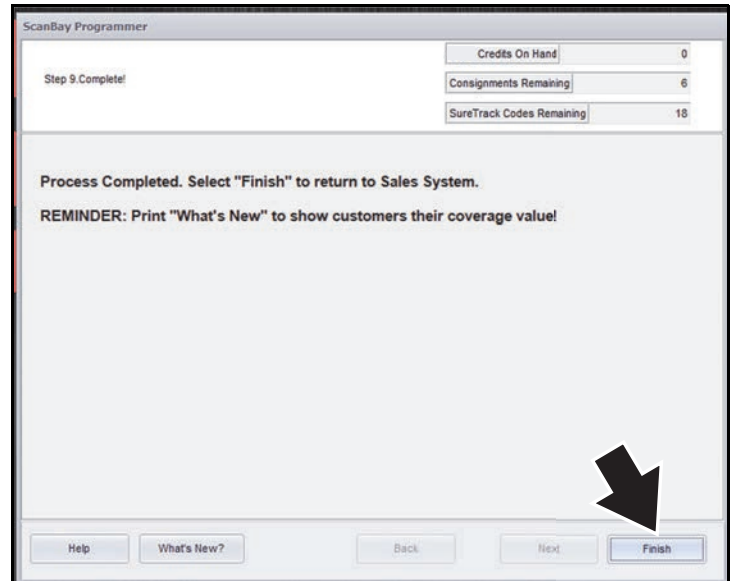 ScanBay Programmer
Credits On Hand 0
Step 9.Complete!
Consignments Remaining 6
SureTrack Codes Remaining 18
Process Completed. Select "Finish" to return to Sales System.
REMINDER: Print "What's New" to show customers their coverage value!
Help What's New? Back Next Finish